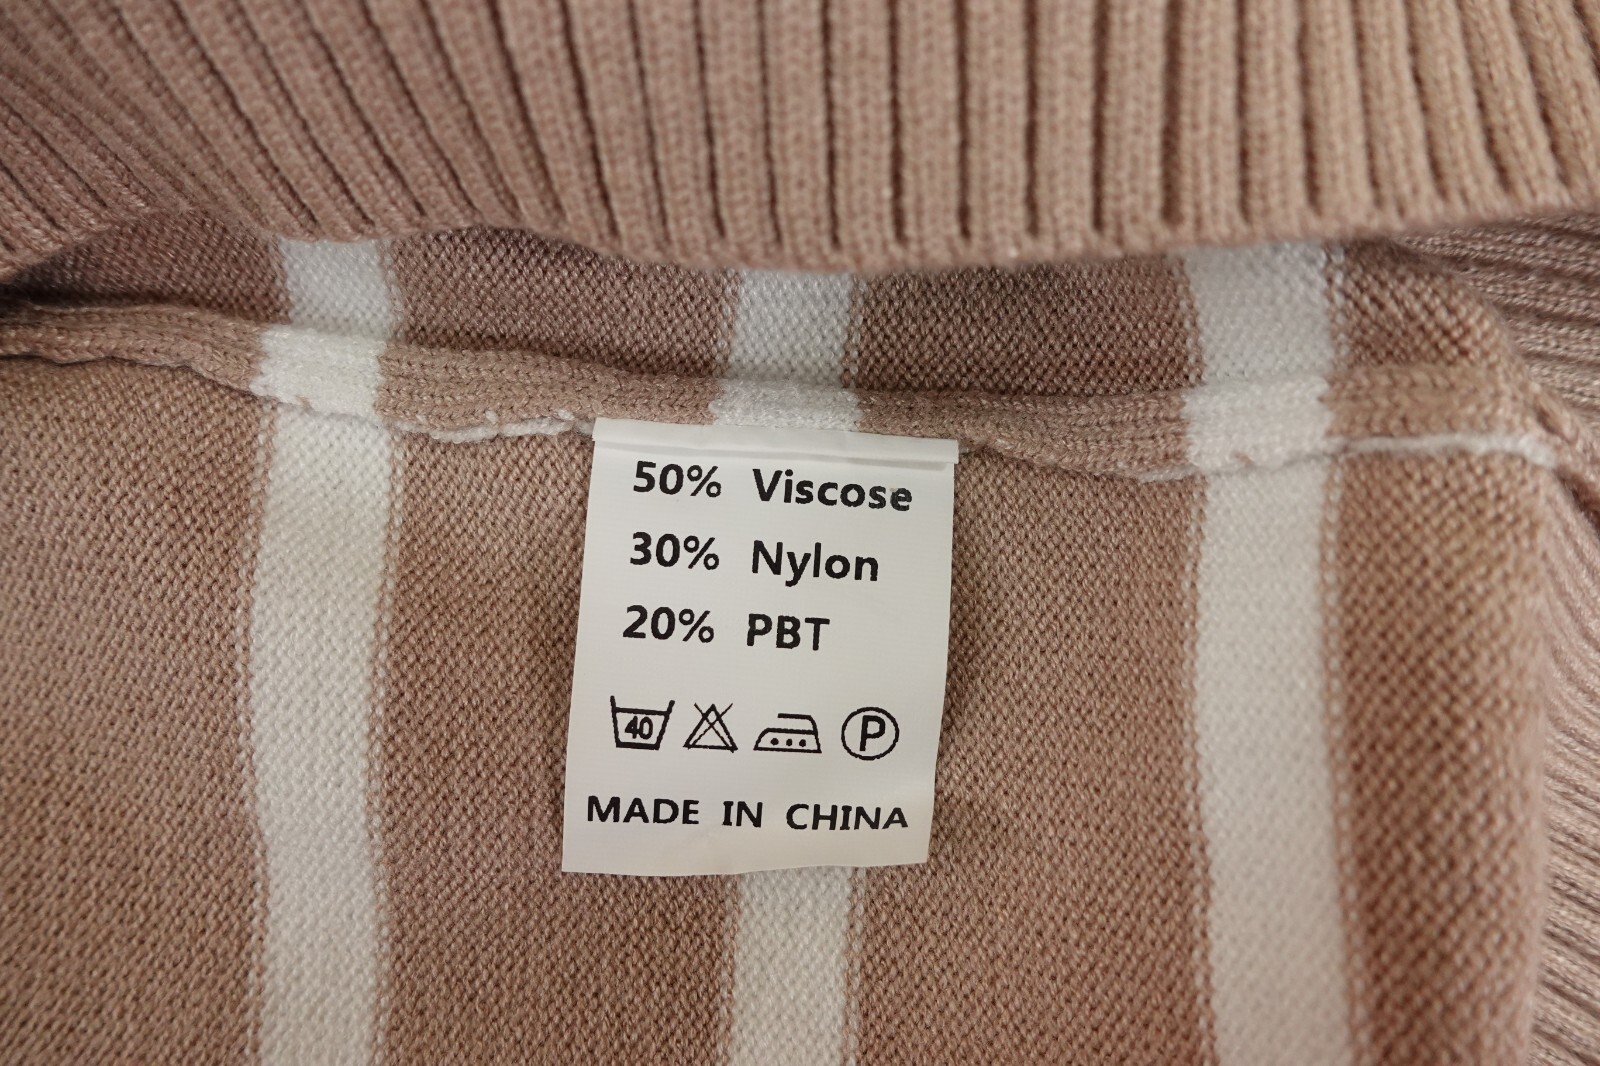 50% Viscose
30% Nylon
20% PBT
40 P
MADE IN CHINA